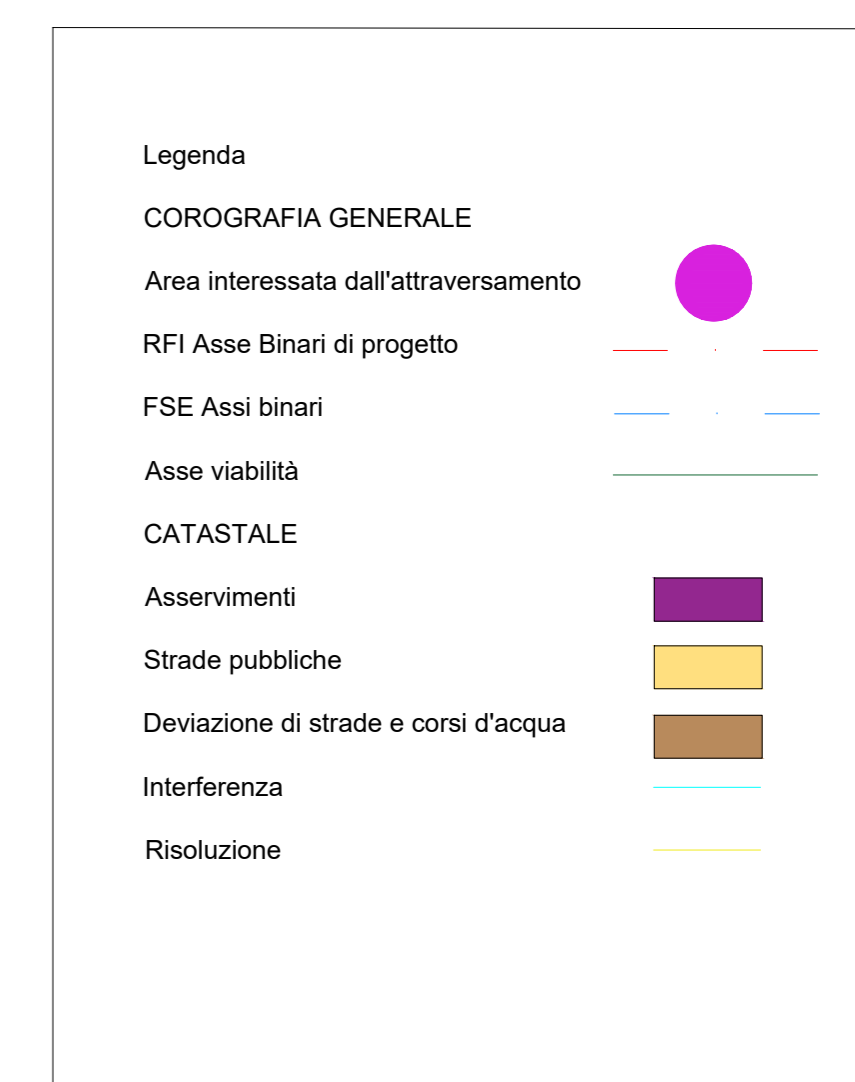 Legenda
COROGRAFIA GENERALE
Area interessata dall'attraversamento
RFI Asse Binari di progetto
FSE Assi binari
Asse viabilità
CATASTALE
Asservimenti
Strade pubbliche
Deviazione di strade e corsi d'acqua
Interferenza
Risoluzione